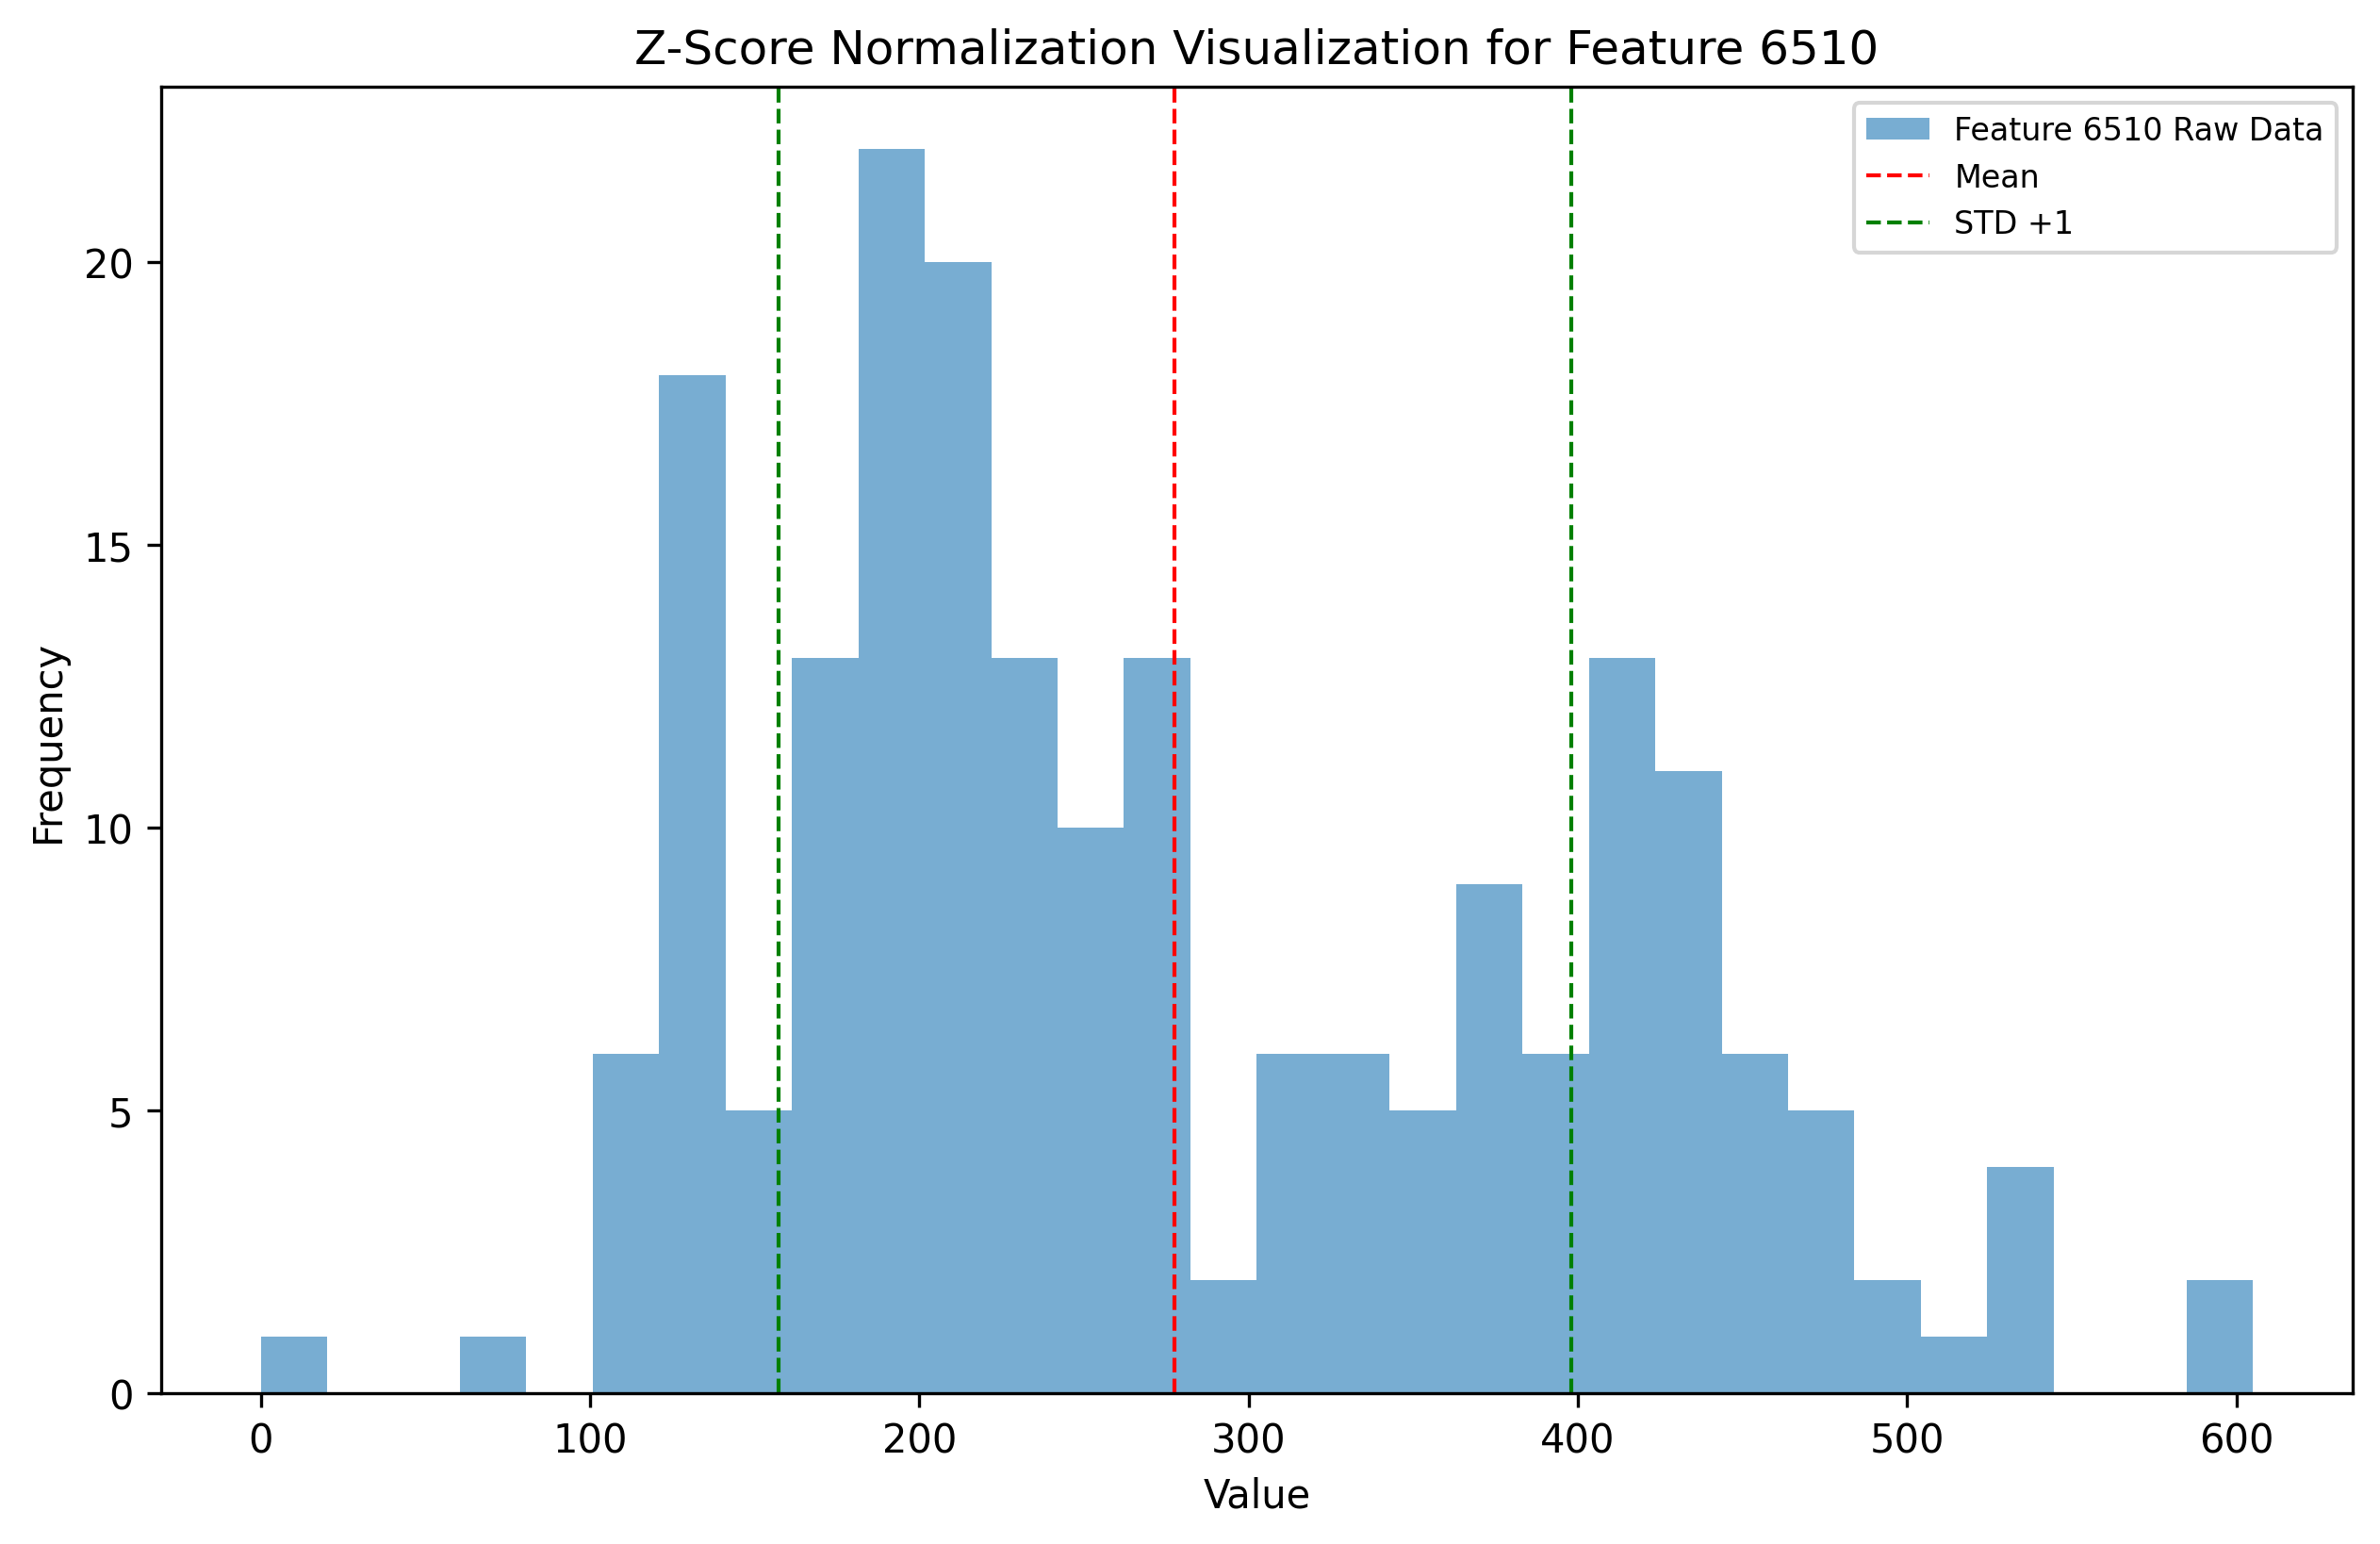 Z-Score Normalization Visualization for Feature 6510
Feature 6510 Raw Data
Mean
STD +1
Frequency
20
15
10
5
0
0 100 200 300 400 500 600
Value